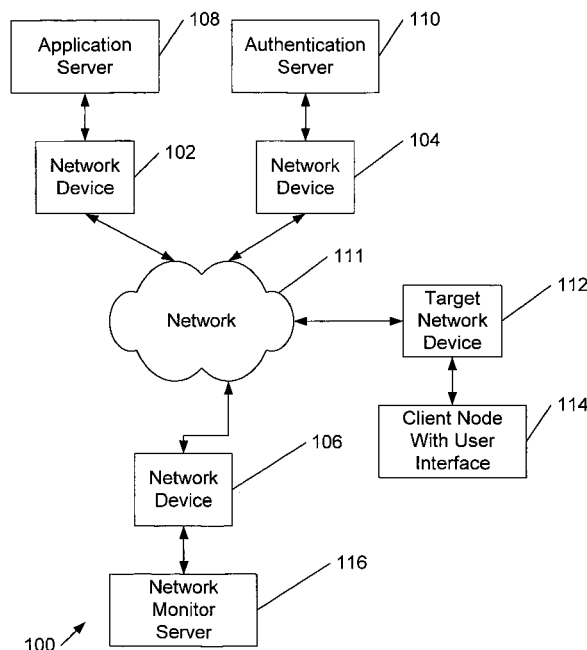 108
Application
Server
110
Authentication
Server
102
Network
Device
104
Network
Device
111
Network
112
Target
Network
Device
114
Client Node
With User
Interface
106
Network
Device
116
Network
Monitor
Server
100